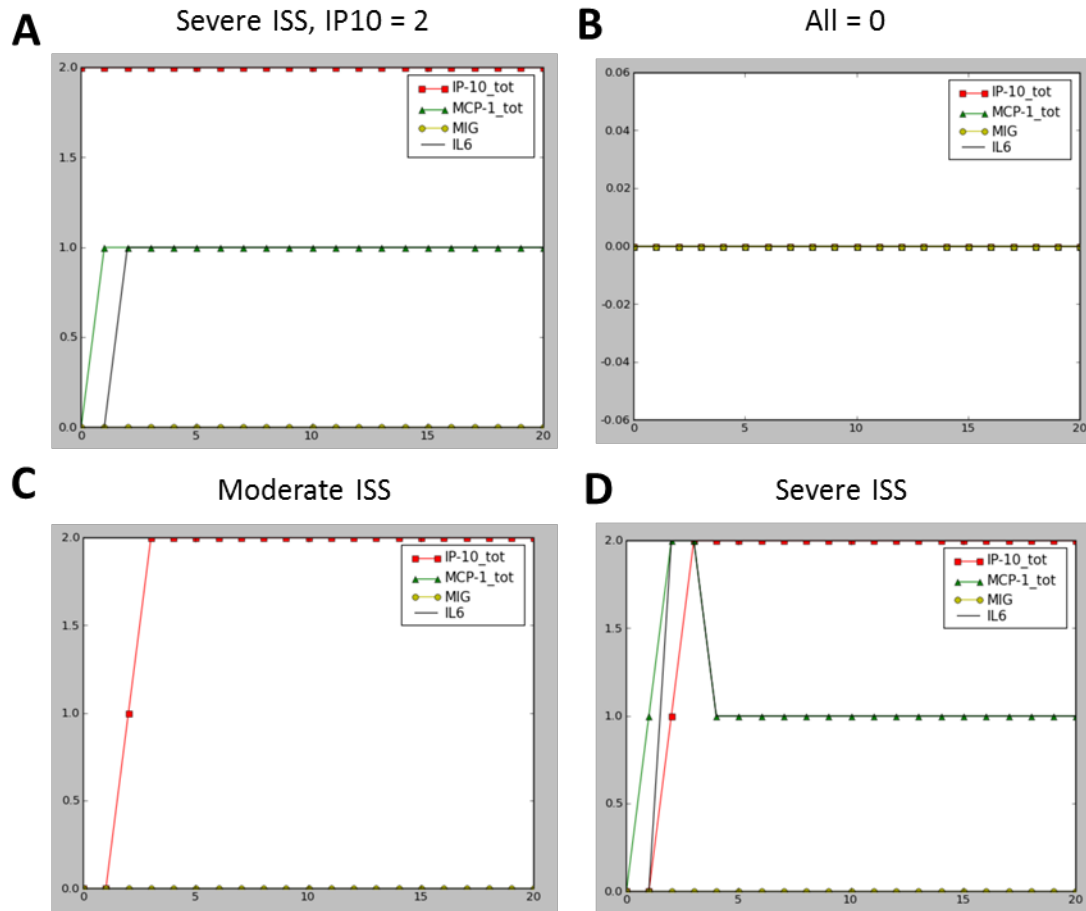 A
Severe ISS, IP10 = 2
2.0
1.5
1.0
0.5
0.0
0
5
10
15
20
IP-10_tot
MCP-1_tot
MIG
IL6
B
All = 0
0.06
0.04
0.02
0.00
-0.02
-0.04
-0.06
0
5
10
15
20
IP-10_tot
MCP-1_tot
MIG
IL6
C
Moderate ISS
2.0
1.5
1.0
0.5
0.0
0
5
10
15
20
IP-10_tot
MCP-1_tot
MIG
IL6
D
Severe ISS
2.0
1.5
1.0
0.5
0.0
0
5
10
15
20
IP-10_tot
MCP-1_tot
MIG
IL6